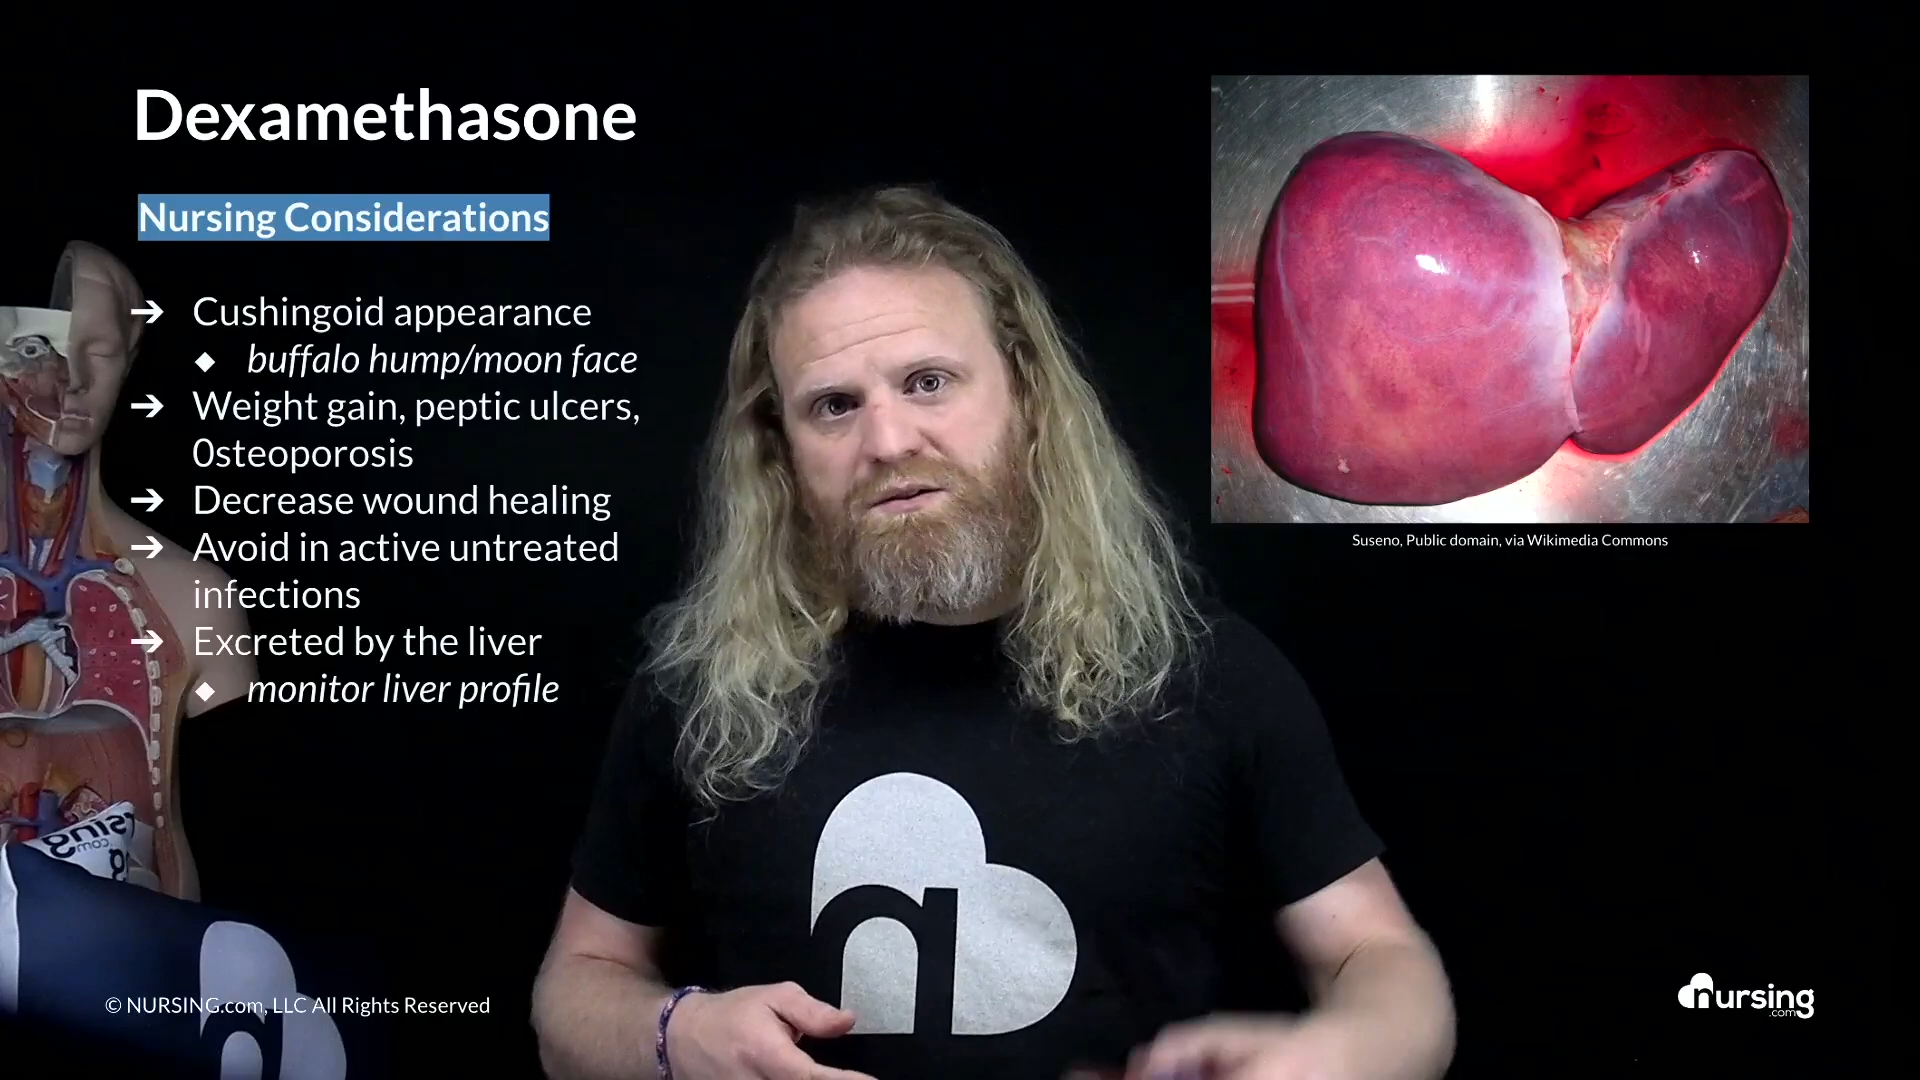 Dexamethasone
Nursing Considerations
➔ Cushingoid appearance
◆ buffalo hump/moon face
➔ Weight gain, peptic ulcers,
0steoporosis
➔ Decrease wound healing
➔ Avoid in active untreated
infections
➔ Excreted by the liver
◆ monitor liver profile
Suseno, Public domain, via Wikimedia Commons
n
© NURSING.com, LLC All Rights Reserved
nursing
.com